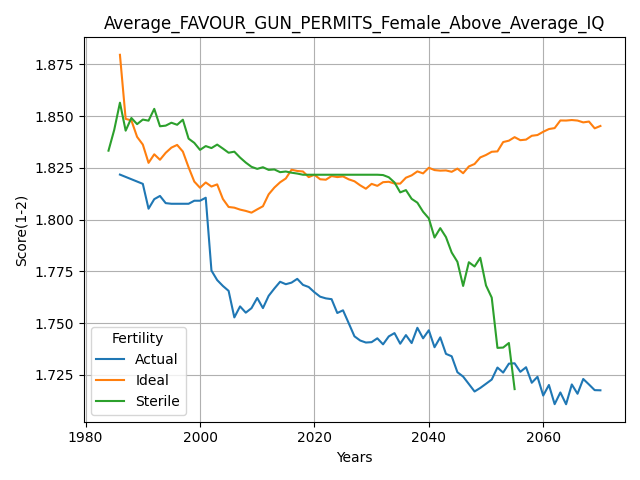 Average_FAVOUR_GUN_PERMITS_Female_Above_Average_IQ
Score(1-2)
1.875
1.850
1.825
1.800
1.775
1.750
1.725
Fertility
Actual
Ideal
Sterile
1980
2000
2020
2040
2060
Years